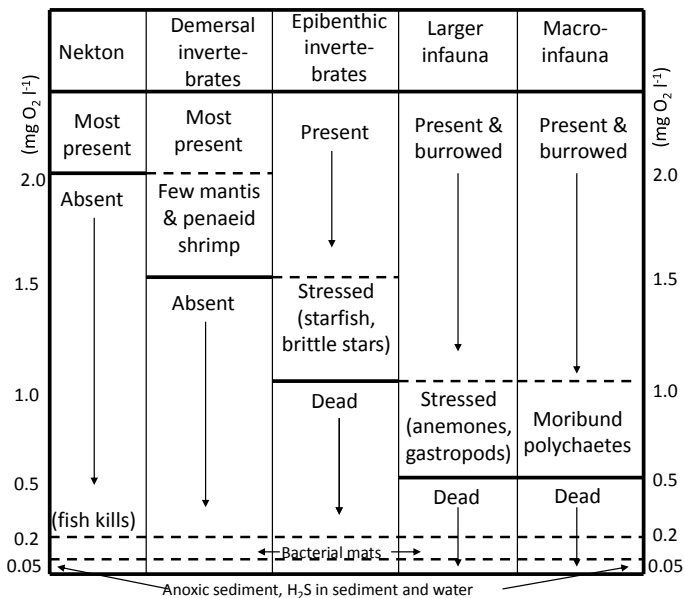 Nekton
Demersal
inverte-
brates
Epibenthic
inverte-
brates
Larger
infauna
Macro-
infauna
(mg O2 l-1)
(mg O2 l-1)
Most
present
Most
present
Present
Present &
burrowed
Present &
burrowed
2.0
2.0
Absent
Few mantis
& penaeid
shrimp
1.5
1.5
Absent
Stressed
(starfish,
brittle stars)
1.0
1.0
Dead
Stressed
(anemones,
gastropods)
Moribund
polychaetes
0.5
0.5
Dead
Dead
(fish kills)
0.2
0.2
Bacterial mats
0.05
0.05
Anoxic sediment, H2S in sediment and water